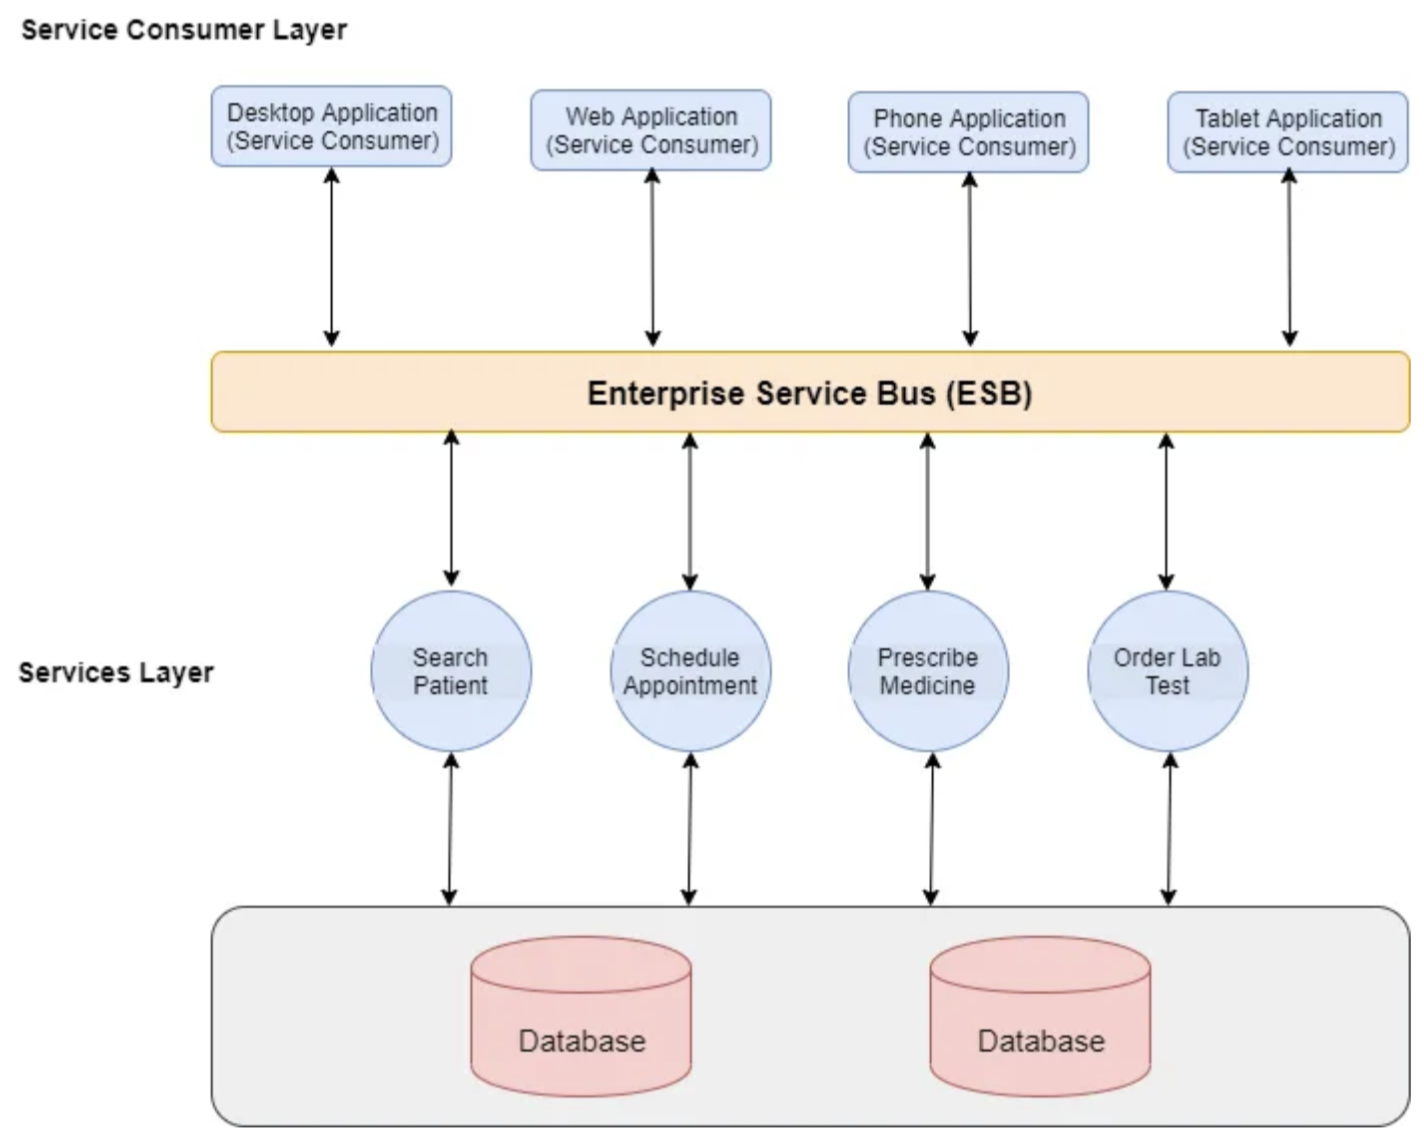 Service Consumer Layer
Desktop Application
(Service Consumer)
Web Application
(Service Consumer)
Phone Application
(Service Consumer)
Tablet Application
(Service Consumer)
Enterprise Service Bus (ESB)
Services Layer
Search
Patient
Schedule
Appointment
Prescribe
Medicine
Order Lab
Test
Database
Database